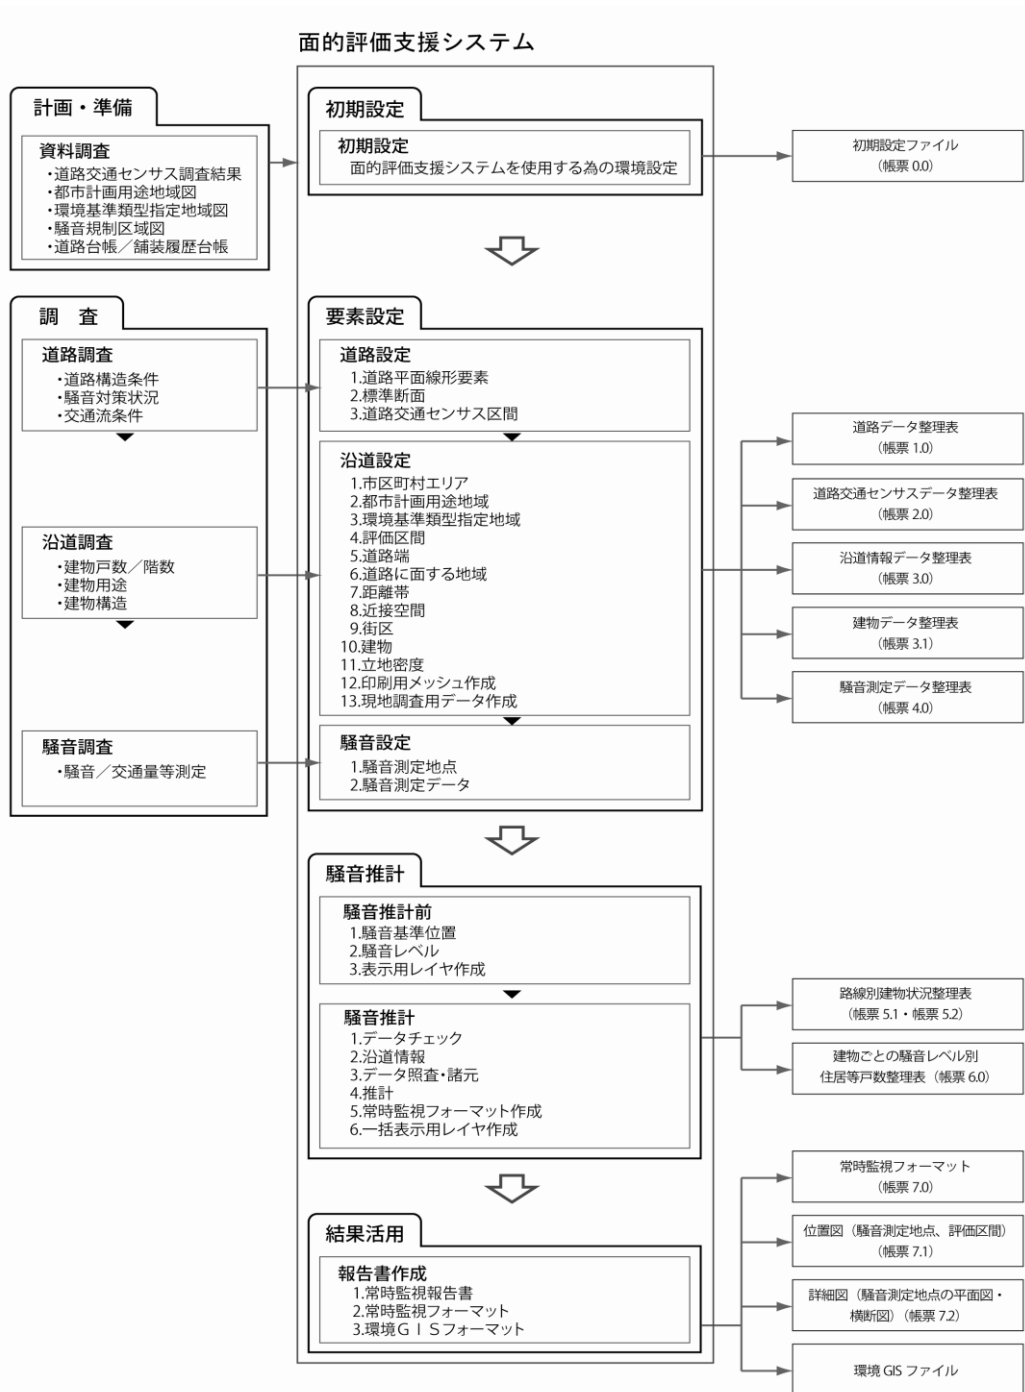 面的評価支援システム
計画・準備
資料調査
・道路交通センサス調査結果
・都市計画用途地域図
・環境基準類型指定地域図
・騒音規制区域図
・道路台帳／舗装履歴台帳
初期設定
初期設定
面的評価支援システムを使用する為の環境設定
初期設定ファイル
（帳票 0.0）
調　査
道路調査
・道路構造条件
・騒音対策状況
・交通流条件
沿道調査
・建物戸数／階数
・建物用途
・建物構造
騒音調査
・騒音／交通量等測定
要素設定
道路設定
1.道路平面線形要素
2.標準断面
3.道路交通センサス区間
沿道設定
1.市区町村エリア
2.都市計画用途地域
3.環境基準類型指定地域
4.評価区間
5.道路端
6.道路に面する地域
7.距離帯
8.近接空間
9.街区
10.建物
11.立地密度
12.印刷用メッシュ作成
13.現地調査用データ作成
騒音設定
1.騒音測定地点
2.騒音測定データ
道路データ整理表
（帳票 1.0）
道路交通センサスデータ整理表
（帳票 2.0）
沿道情報データ整理表
（帳票 3.0）
建物データ整理表
（帳票 3.1）
騒音測定データ整理表
（帳票 4.0）
騒音推計
騒音推計前
1.騒音基準位置
2.騒音レベル
3.表示用レイヤ作成
騒音推計
1.データチェック
2.沿道情報
3.データ照査・諸元
4.推計
5.常時監視フォーマット作成
6.一括表示用レイヤ作成
路線別建物状況整理表
（帳票 5.1・帳票 5.2）
建物ごとの騒音レベル別
住居等戸数整理表（帳票 6.0）
結果活用
報告書作成
1.常時監視報告書
2.常時監視フォーマット
3.環境ＧＩＳフォーマット
常時監視フォーマット
（帳票 7.0）
位置図（騒音測定地点、評価区間）
（帳票 7.1）
詳細図（騒音測定地点の平面図・
横断図）（帳票 7.2）
環境 GIS ファイル